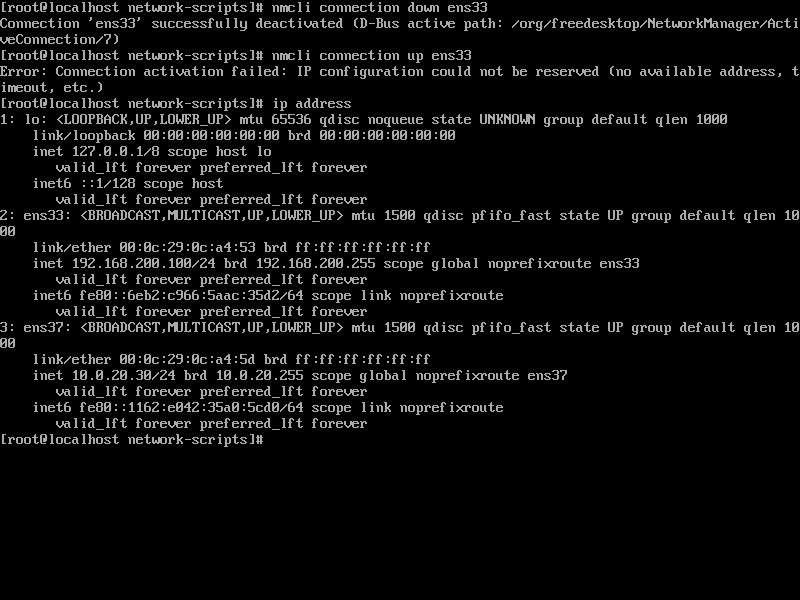 [root@localhost network-scripts]# nmcli connection down ens33
Connection 'ens33' successfully deactivated (D-Bus active path: /org/freedesktop/NetworkManager/Acti
veConnection/7)
[root@localhost network-scripts]# nmcli connection up ens33
Error: Connection activation failed: IP configuration could not be reserved (no available address, t
imeout, etc.)
[root@localhost network-scripts]# ip address
1: lo: <LOOPBACK,UP,LOWER_UP> mtu 65536 qdisc noqueue state UNKNOWN group default qlen 1000
    link/loopback 00:00:00:00:00:00 brd 00:00:00:00:00:00
    inet 127.0.0.1/8 scope host lo
       valid_lft forever preferred_lft forever
    inet6 ::1/128 scope host
       valid_lft forever preferred_lft forever
2: ens33: <BROADCAST,MULTICAST,UP,LOWER_UP> mtu 1500 qdisc pfifo_fast state UP group default qlen 10
00
    link/ether 00:0c:29:0c:a4:53 brd ff:ff:ff:ff:ff:ff
    inet 192.168.200.100/24 brd 192.168.200.255 scope global noprefixroute ens33
       valid_lft forever preferred_lft forever
    inet6 fe80::6eb2:c966:5aac:35d2/64 scope link noprefixroute
       valid_lft forever preferred_lft forever
3: ens37: <BROADCAST,MULTICAST,UP,LOWER_UP> mtu 1500 qdisc pfifo_fast state UP group default qlen 10
00
    link/ether 00:0c:29:0c:a4:5d brd ff:ff:ff:ff:ff:ff
    inet 10.0.20.30/24 brd 10.0.20.255 scope global noprefixroute ens37
       valid_lft forever preferred_lft forever
    inet6 fe80::1162:e042:35a0:5cd0/64 scope link noprefixroute
       valid_lft forever preferred_lft forever
[root@localhost network-scripts]#